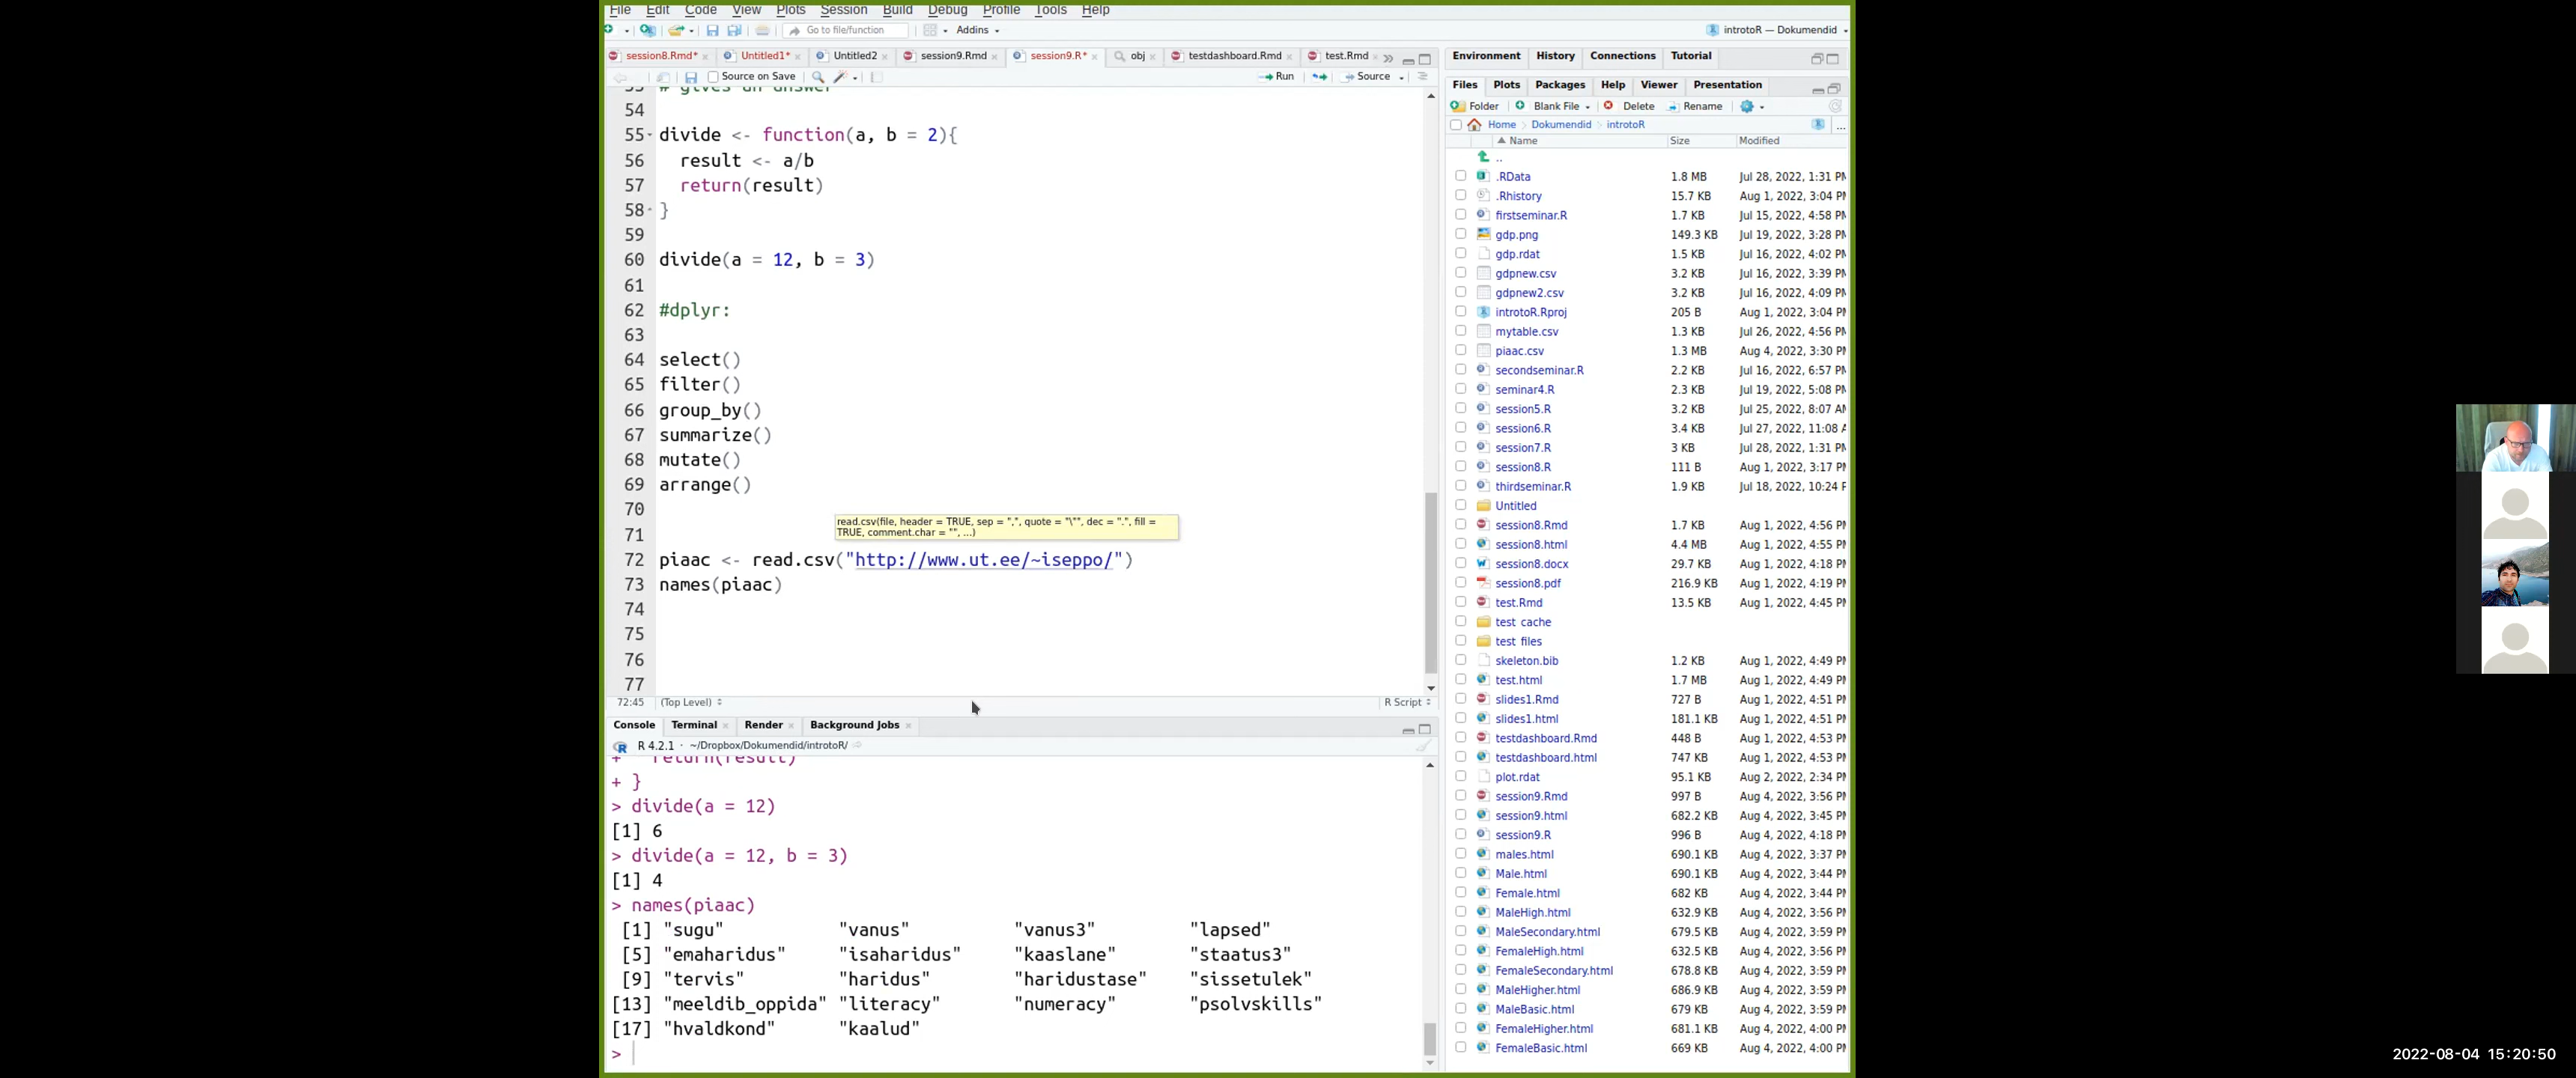 File Edit Code View Plots Session Build Debug Profile Tools Help
Go to file/function Addins introtoR — Dokumendid
session8.Rmd* Untitled1* Untitled2 session9.Rmd session9.R* obj testdashboard.Rmd test.Rmd
Source on Save Run Source
53 # gives an answer
54
55 divide <- function(a, b = 2){
56 result <- a/b
57 return(result)
58 }
59
60 divide(a = 12, b = 3)
61
62 #dplyr:
63
64 select()
65 filter()
66 group_by()
67 summarize()
68 mutate()
69 arrange()
70
71
read.csv(file, header = TRUE, sep = ",", quote = "\"", dec = ".", fill =
TRUE, comment.char = "", ...)
72 piaac <- read.csv("http://www.ut.ee/~iseppo/")
73 names(piaac)
74
75
76
77
72:45 (Top Level) R Script
Console Terminal Render Background Jobs
R 4.2.1 · ~/Dropbox/Dokumendid/introtoR/
+ return(result)
+ }
> divide(a = 12)
[1] 6
> divide(a = 12, b = 3)
[1] 4
> names(piaac)
[1] "sugu" "vanus" "vanus3" "lapsed"
[5] "emaharidus" "isaharidus" "kaaslane" "staatus3"
[9] "tervis" "haridus" "haridustase" "sissetulek"
[13] "meeldib_oppida" "literacy" "numeracy" "psolvskills"
[17] "hvaldkond" "kaalud"
>
Environment History Connections Tutorial
Files Plots Packages Help Viewer Presentation
Folder Blank File Delete Rename
Home Dokumendid introtoR ...
Name Size Modified
..
.RData 1.8 MB Jul 28, 2022, 1:31 PM
.Rhistory 15.7 KB Aug 1, 2022, 3:04 PM
firstseminar.R 1.7 KB Jul 15, 2022, 4:58 PM
gdp.png 149.3 KB Jul 19, 2022, 3:28 PM
gdp.rdat 1.5 KB Jul 16, 2022, 4:02 PM
gdpnew.csv 3.2 KB Jul 16, 2022, 3:39 PM
gdpnew2.csv 3.2 KB Jul 16, 2022, 4:09 PM
introtoR.Rproj 205 B Aug 1, 2022, 3:04 PM
mytable.csv 1.3 KB Jul 26, 2022, 4:56 PM
piaac.csv 1.3 MB Aug 4, 2022, 3:30 PM
secondseminar.R 2.2 KB Jul 16, 2022, 6:57 PM
seminar4.R 2.3 KB Jul 19, 2022, 5:08 PM
session5.R 3.2 KB Jul 25, 2022, 8:07 AM
session6.R 3.4 KB Jul 27, 2022, 11:08 A
session7.R 3 KB Jul 28, 2022, 1:31 PM
session8.R 111 B Aug 1, 2022, 3:17 PM
thirdseminar.R 1.9 KB Jul 18, 2022, 10:24 P
Untitled
session8.Rmd 1.7 KB Aug 1, 2022, 4:56 PM
session8.html 4.4 MB Aug 1, 2022, 4:55 PM
session8.docx 29.7 KB Aug 1, 2022, 4:18 PM
session8.pdf 216.9 KB Aug 1, 2022, 4:19 PM
test.Rmd 13.5 KB Aug 1, 2022, 4:45 PM
test_cache
test_files
skeleton.bib 1.2 KB Aug 1, 2022, 4:49 PM
test.html 1.7 MB Aug 1, 2022, 4:49 PM
slides1.Rmd 727 B Aug 1, 2022, 4:51 PM
slides1.html 181.1 KB Aug 1, 2022, 4:51 PM
testdashboard.Rmd 448 B Aug 1, 2022, 4:53 PM
testdashboard.html 747 KB Aug 1, 2022, 4:53 PM
plot.rdat 95.1 KB Aug 2, 2022, 2:34 PM
session9.Rmd 997 B Aug 4, 2022, 3:56 PM
session9.html 682.2 KB Aug 4, 2022, 3:45 PM
session9.R 996 B Aug 4, 2022, 4:18 PM
males.html 690.1 KB Aug 4, 2022, 3:37 PM
Male.html 690.1 KB Aug 4, 2022, 3:44 PM
Female.html 682 KB Aug 4, 2022, 3:44 PM
MaleHigh.html 632.9 KB Aug 4, 2022, 3:56 PM
MaleSecondary.html 679.5 KB Aug 4, 2022, 3:59 PM
FemaleHigh.html 632.5 KB Aug 4, 2022, 3:56 PM
FemaleSecondary.html 678.8 KB Aug 4, 2022, 3:59 PM
MaleHigher.html 686.9 KB Aug 4, 2022, 3:59 PM
MaleBasic.html 679 KB Aug 4, 2022, 3:59 PM
FemaleHigher.html 681.1 KB Aug 4, 2022, 4:00 PM
FemaleBasic.html 669 KB Aug 4, 2022, 4:00 PM
2022-08-04 15:20:50